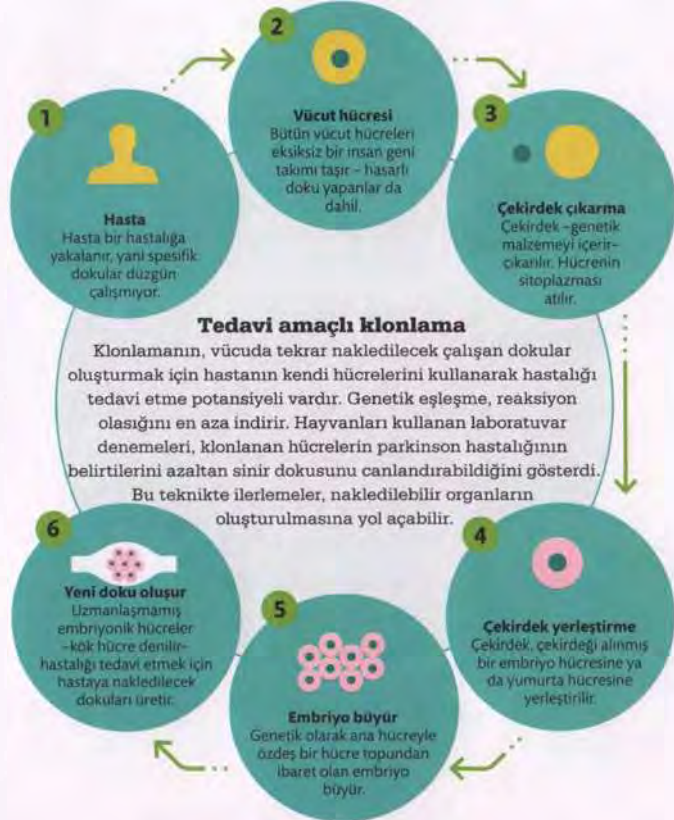 1
Hasta
Hasta bir hastalığa
yakalanır, yani spesifik
dokular düzgün
çalışmıyor.
2
Vücut hücresi
Bütün vücut hücreleri
eksiksiz bir insan geni
takımı taşır – hasarlı
doku yapanlar da
dahil.
3
Çekirdek çıkarma
Çekirdek –genetik
malzemeyi içerir–
çıkarılır. Hücrenin
sitoplazması
atılır.
Tedavi amaçlı klonlama
Klonlamanın, vücuda tekrar nakledilecek çalışan dokular
oluşturmak için hastanın kendi hücrelerini kullanarak hastalığı
tedavi etme potansiyeli vardır. Genetik eşleşme, reaksiyon
olasığını en aza indirir. Hayvanları kullanan laboratuvar
denemeleri, klonlanan hücrelerin parkinson hastalığının
belirtilerini azaltan sinir dokusunu canlandırabildiğini gösterdi.
Bu teknikte ilerlemeler, nakledilebilir organların
oluşturulmasına yol açabilir.
4
Çekirdek yerleştirme
Çekirdek, çekirdeği alınmış
bir embriyo hücresine ya
da yumurta hücresine
yerleştirilir.
5
Embriyo büyür
Genetik olarak ana hücreyle
özdeş bir hücre topundan
ibaret olan embriyo
büyür.
6
Yeni doku oluşur
Uzmanlaşmamış
embriyonik hücreler
–kök hücre denilir–
hastalığı tedavi etmek için
hastaya nakledilecek
dokuları üretir.